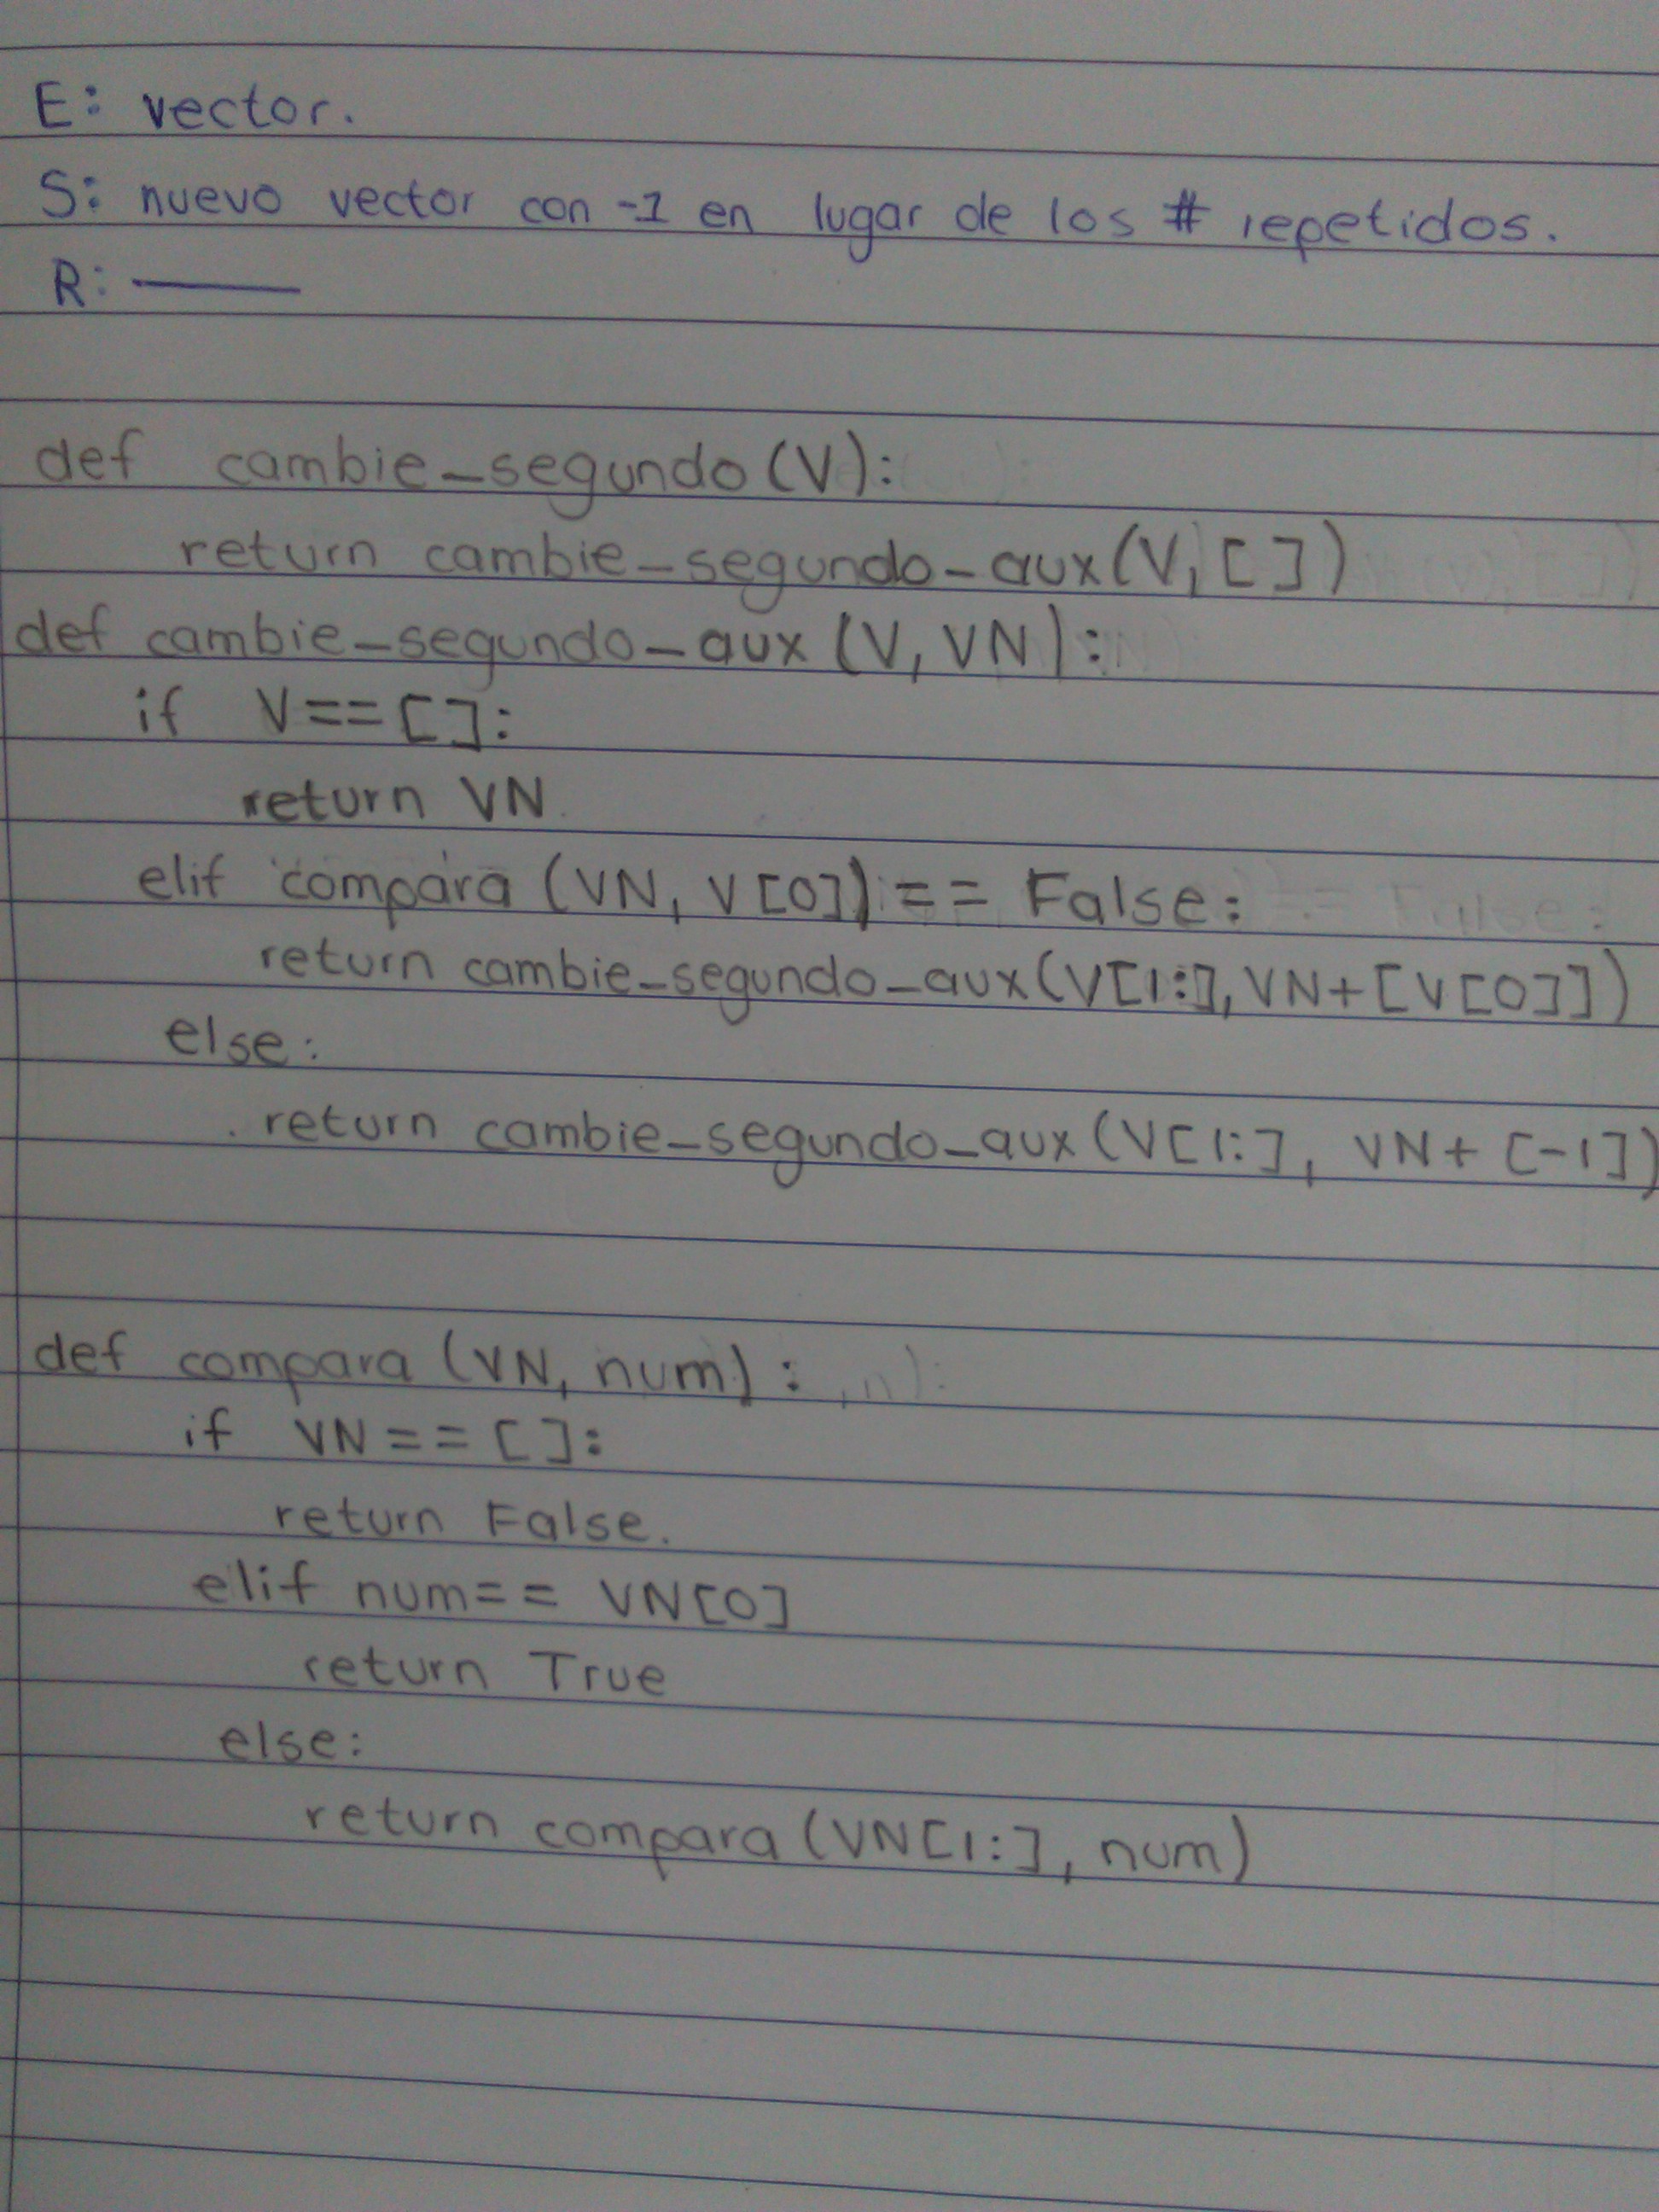 E: vector.
S: nuevo vector con -1 en lugar de los # repetidos.
R: ——
def cambie_segundo(V):
return cambie_segundo_aux(V, [])
def cambie_segundo_aux (V, VN):
if V==[]:
return VN
elif compara (VN, V[0]) == False:
return cambie_segundo_aux(V[1:], VN+[V[0]])
else:
return cambie_segundo_aux(V[1:], VN+ [-1])
def compara (VN, num) :
if VN==[]:
return False.
elif num== VN[0]
return True
else:
return compara (VN[1:], num)